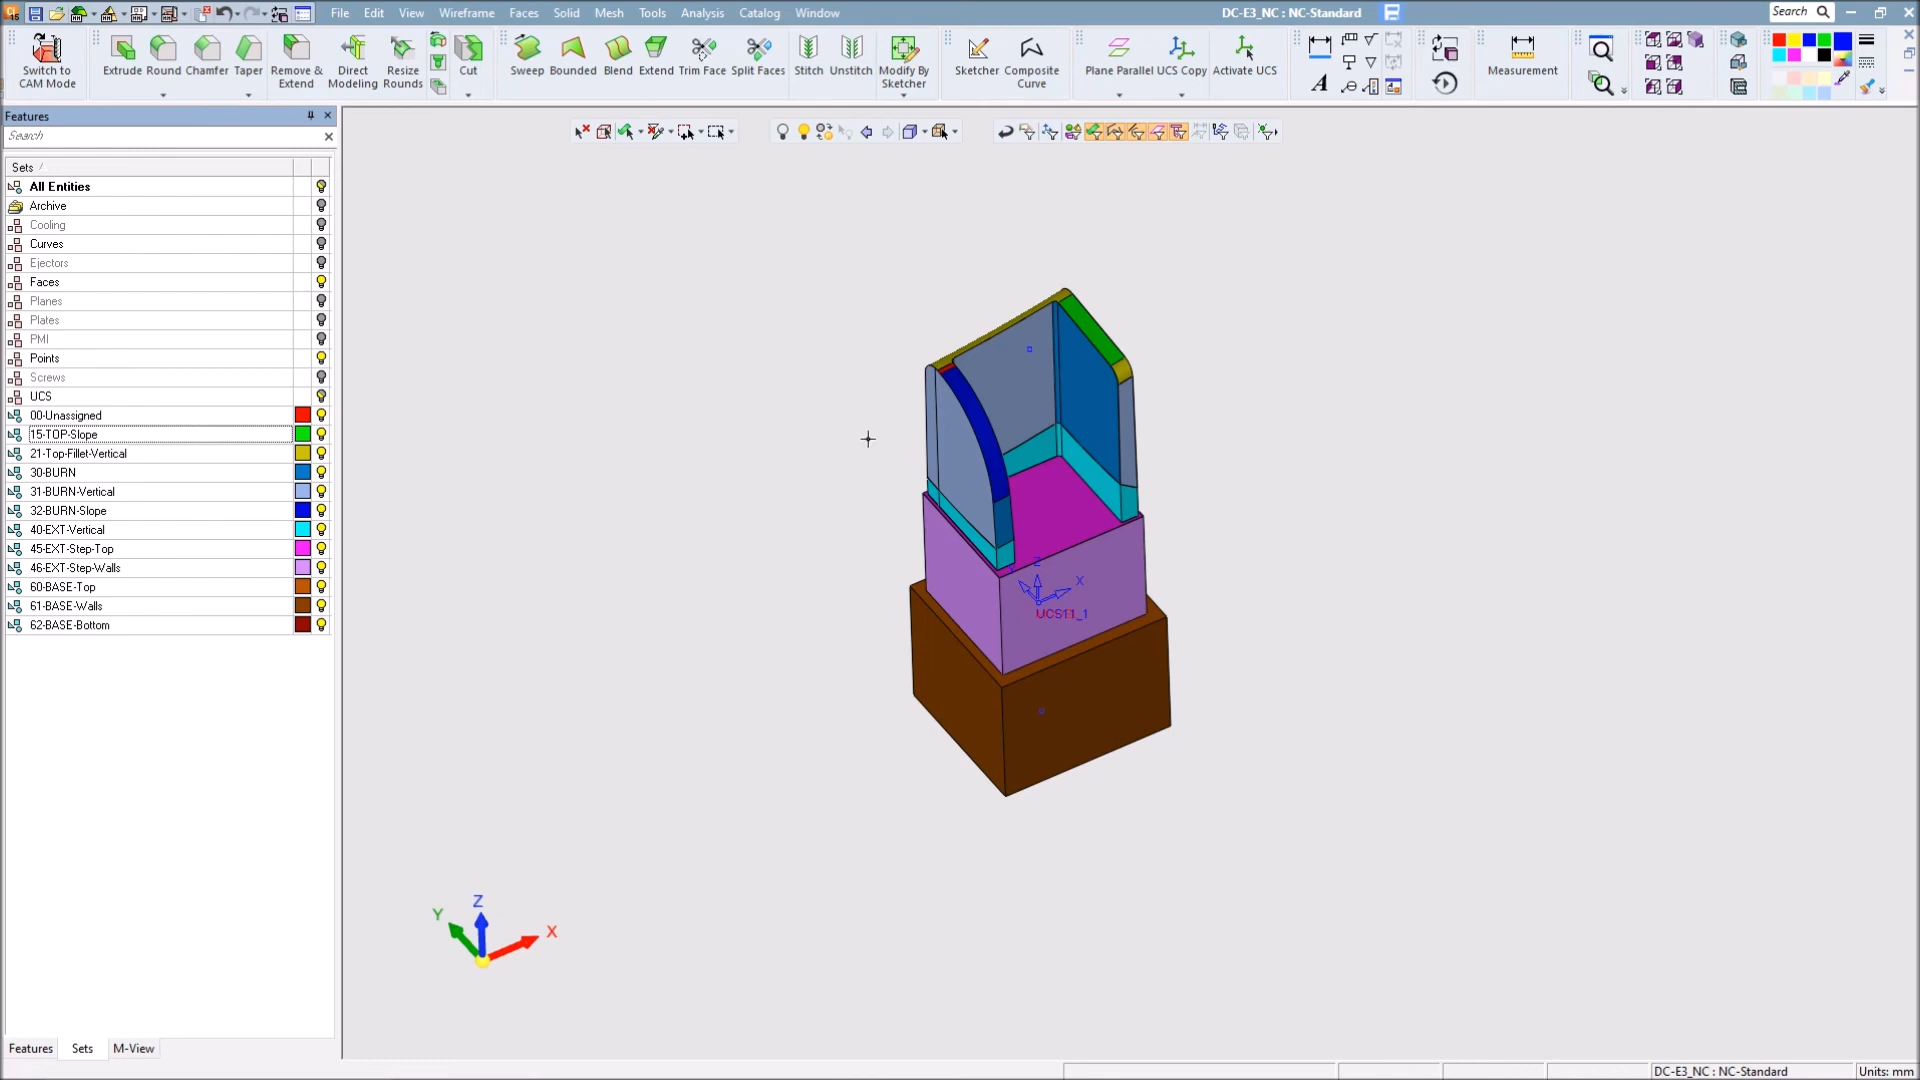 File Edit View Wireframe Faces Solid Mesh Tools Analysis Catalog Window
DC-E3_NC : NC-Standard
Search
Switch to
CAM Mode
Extrude Round Chamfer Taper Remove &
Extend
Direct
Modeling
Resize
Rounds
Cut
Sweep Bounded Blend Extend Trim Face Split Faces
Stitch Unstitch Modify By
Sketcher
Sketcher Composite
Curve
Plane Parallel UCS Copy Activate UCS
A
Measurement
Features
Search
Sets
All Entities
Archive
Cooling
Curves
Ejectors
Faces
Planes
Plates
PMI
Points
Screws
UCS
00-Unassigned
15-TOP-Slope
21-Top-Fillet-Vertical
30-BURN
31-BURN-Vertical
32-BURN-Slope
40-EXT-Vertical
45-EXT-Step-Top
46-EXT-Step-Walls
60-BASE-Top
61-BASE-Walls
62-BASE-Bottom
Z
X
Z
Y
X
Features Sets M-View
DC-E3_NC : NC-Standard
Units: mm